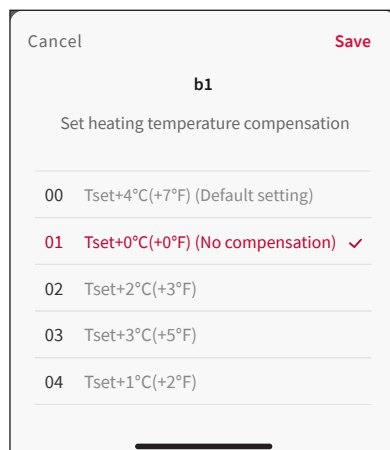 Cancel Save
b1
Set heating temperature compensation
00 Tset+4°C(+7°F) (Default setting)
01 Tset+0°C(+0°F) (No compensation)
02 Tset+2°C(+3°F)
03 Tset+3°C(+5°F)
04 Tset+1°C(+2°F)